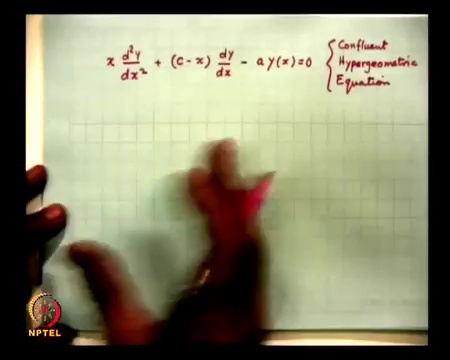 x d²y/dx² + (c-x) dy/dx - a y(x)=0
Confluent
Hypergeometric
Equation
NPTEL